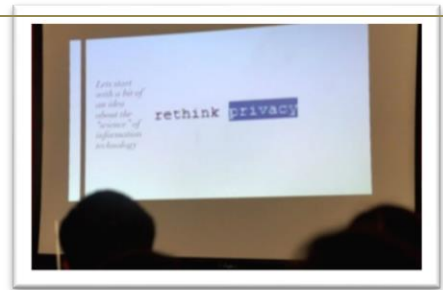 Lets start
with a bit of
an idea
about the
"science" of
information
technology
rethink privacy